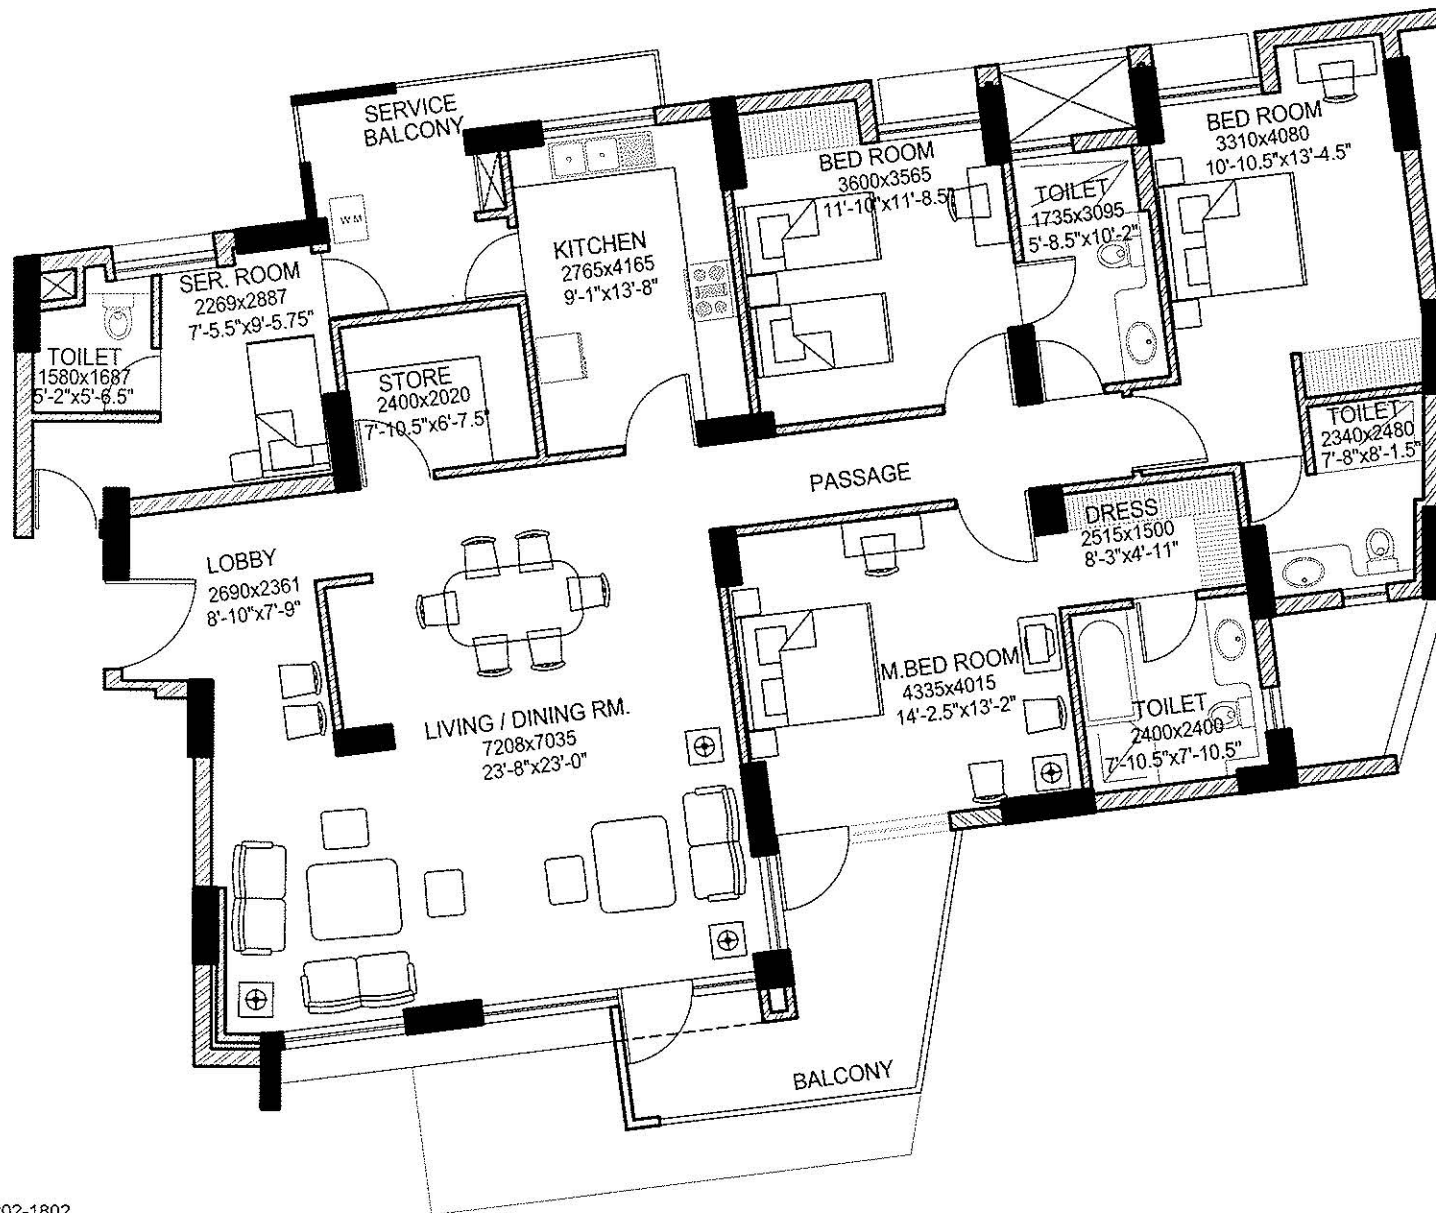 SERVICE
BALCONY
WM
BED ROOM
3310x4080
10'-10.5"x13'-4.5"
BED ROOM
3600x3565
11'-10"x11'-8.5"
TOILET
1735x3095
5'-8.5"x10'-2"
KITCHEN
2765x4165
9'-1"x13'-8"
SER. ROOM
2269x2887
7'-5.5"x9'-5.75"
TOILET
1580x1687
5'-2"x5'-6.5"
STORE
2400x2020
7'-10.5"x6'-7.5"
TOILET
2340x2480
7'-8"x8'-1.5"
PASSAGE
DRESS
2515x1500
8'-3"x4'-11"
LOBBY
2690x2361
8'-10"x7'-9"
M.BED ROOM
4335x4015
14'-2.5"x13'-2"
TOILET
2400x2400
7'-10.5"x7'-10.5"
LIVING / DINING RM.
7208x7035
23'-8"x23'-0"
BALCONY